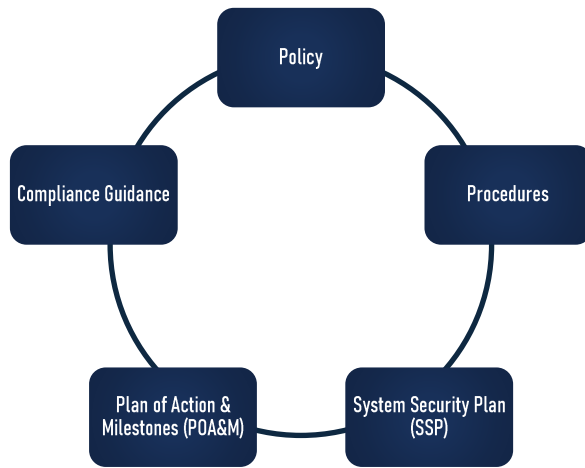 Policy
Compliance Guidance
Procedures
Plan of Action &
Milestones (POA&M)
System Security Plan
(SSP)